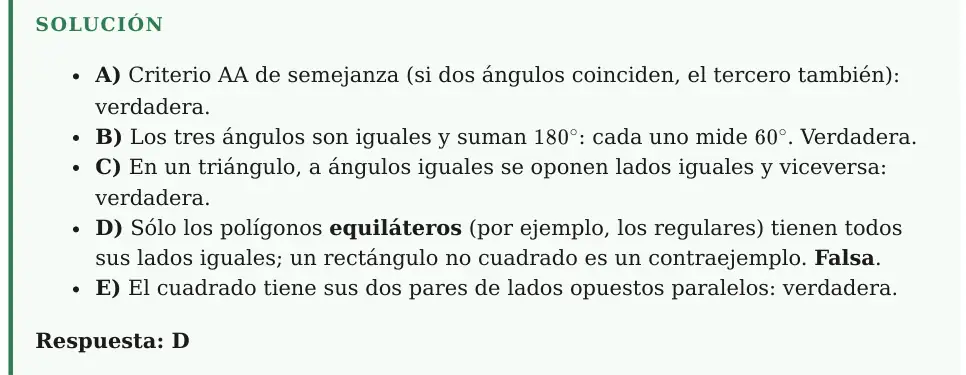 SOLUCIÓN
• A) Criterio AA de semejanza (si dos ángulos coinciden, el tercero también):
verdadera.
• B) Los tres ángulos son iguales y suman 180°: cada uno mide 60°. Verdadera.
• C) En un triángulo, a ángulos iguales se oponen lados iguales y viceversa:
verdadera.
• D) Sólo los polígonos equiláteros (por ejemplo, los regulares) tienen todos
sus lados iguales; un rectángulo no cuadrado es un contraejemplo. Falsa.
• E) El cuadrado tiene sus dos pares de lados opuestos paralelos: verdadera.
Respuesta: D